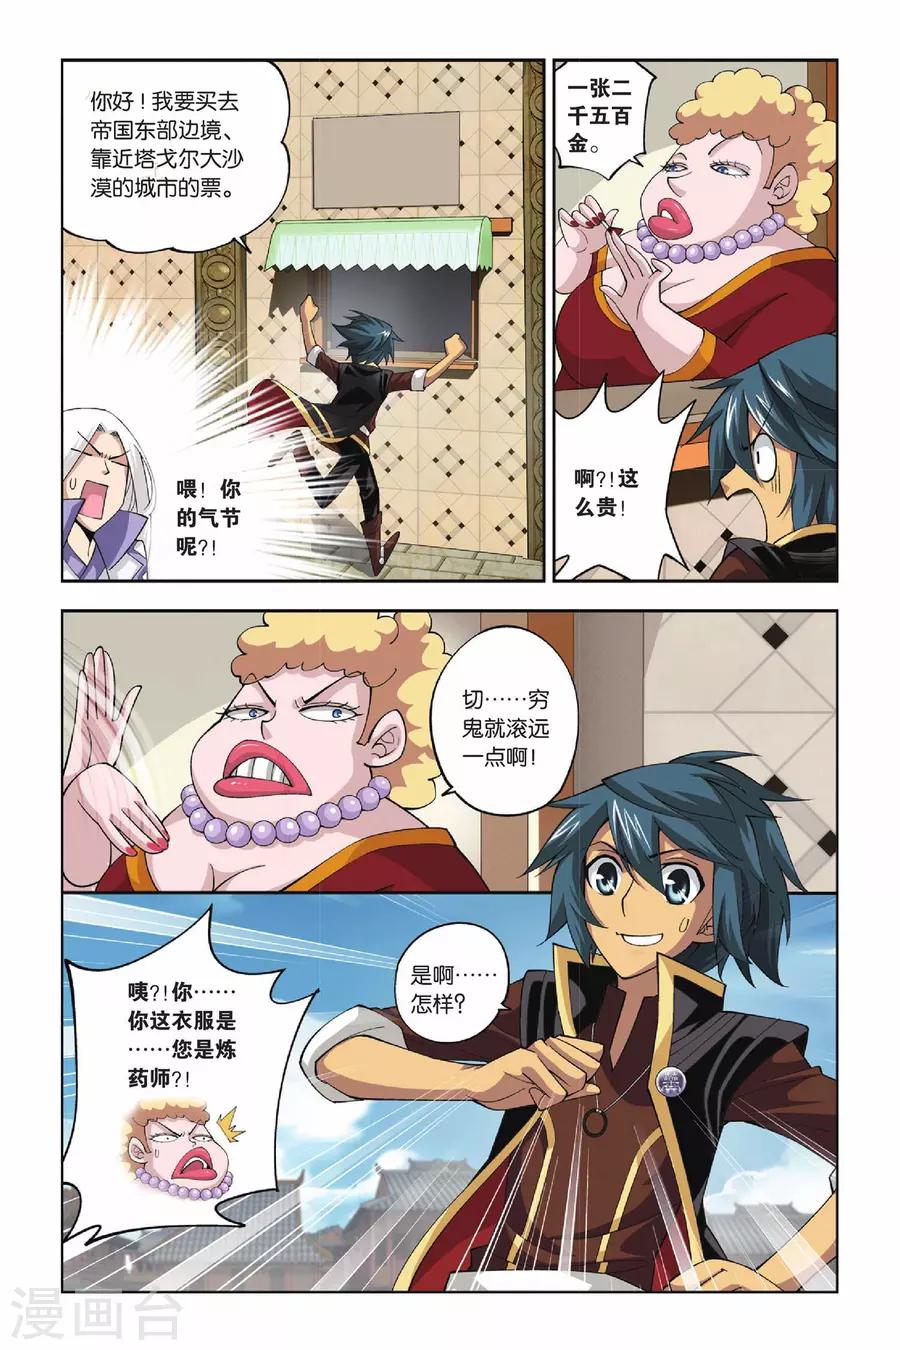 你好！我要买去
帝国东部边境、
靠近塔戈尔大沙
漠的城市的票。
喂！你
的气节
呢?!
一张二
千五百
金。
啊?!这
么贵！
切……穷
鬼就滚远
一点啊！
咦?!你……
你这衣服是
……您是炼
药师?!
是啊……
怎样？
漫画台